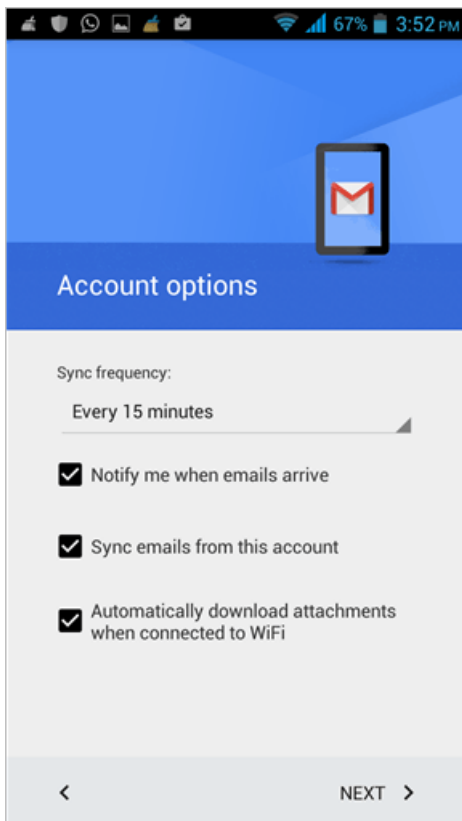 67% 3:52 PM
Account options
Sync frequency:
Every 15 minutes
Notify me when emails arrive
Sync emails from this account
Automatically download attachments
when connected to WiFi
NEXT